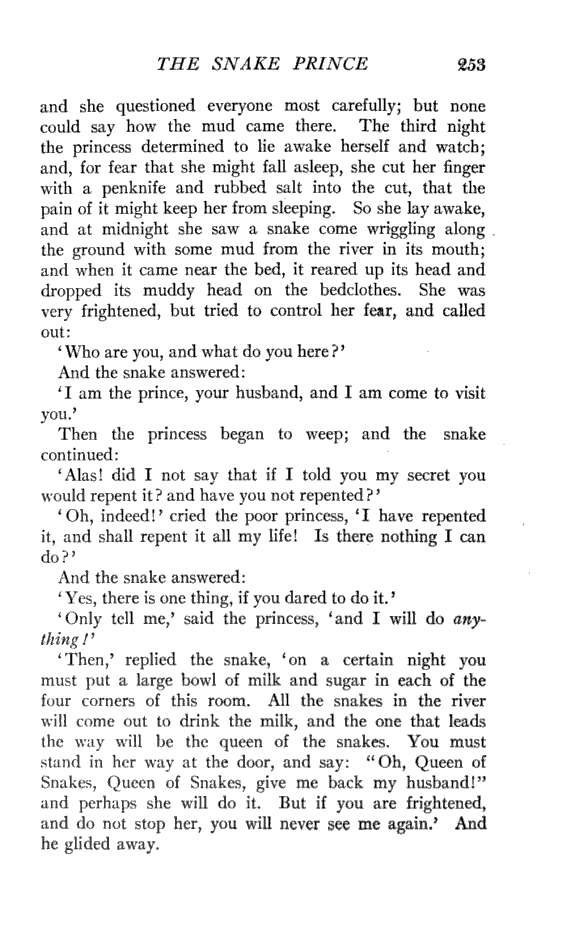 THE SNAKE PRINCE 253
and she questioned everyone most carefully; but none
could say how the mud came there. The third night
the princess determined to lie awake herself and watch;
and, for fear that she might fall asleep, she cut her finger
with a penknife and rubbed salt into the cut, that the
pain of it might keep her from sleeping. So she lay awake,
and at midnight she saw a snake come wriggling along
the ground with some mud from the river in its mouth;
and when it came near the bed, it reared up its head and
dropped its muddy head on the bedclothes. She was
very frightened, but tried to control her fear, and called
out:
‘Who are you, and what do you here?’
And the snake answered:
‘I am the prince, your husband, and I am come to visit
you.’
Then the princess began to weep; and the snake
continued:
‘Alas! did I not say that if I told you my secret you
would repent it? and have you not repented?’
‘Oh, indeed!’ cried the poor princess, ‘I have repented
it, and shall repent it all my life! Is there nothing I can
do?’
And the snake answered:
‘Yes, there is one thing, if you dared to do it.’
‘Only tell me,’ said the princess, ‘and I will do any-
thing!’
‘Then,’ replied the snake, ‘on a certain night you
must put a large bowl of milk and sugar in each of the
four corners of this room. All the snakes in the river
will come out to drink the milk, and the one that leads
the way will be the queen of the snakes. You must
stand in her way at the door, and say: “Oh, Queen of
Snakes, Queen of Snakes, give me back my husband!”
and perhaps she will do it. But if you are frightened,
and do not stop her, you will never see me again.’ And
he glided away.